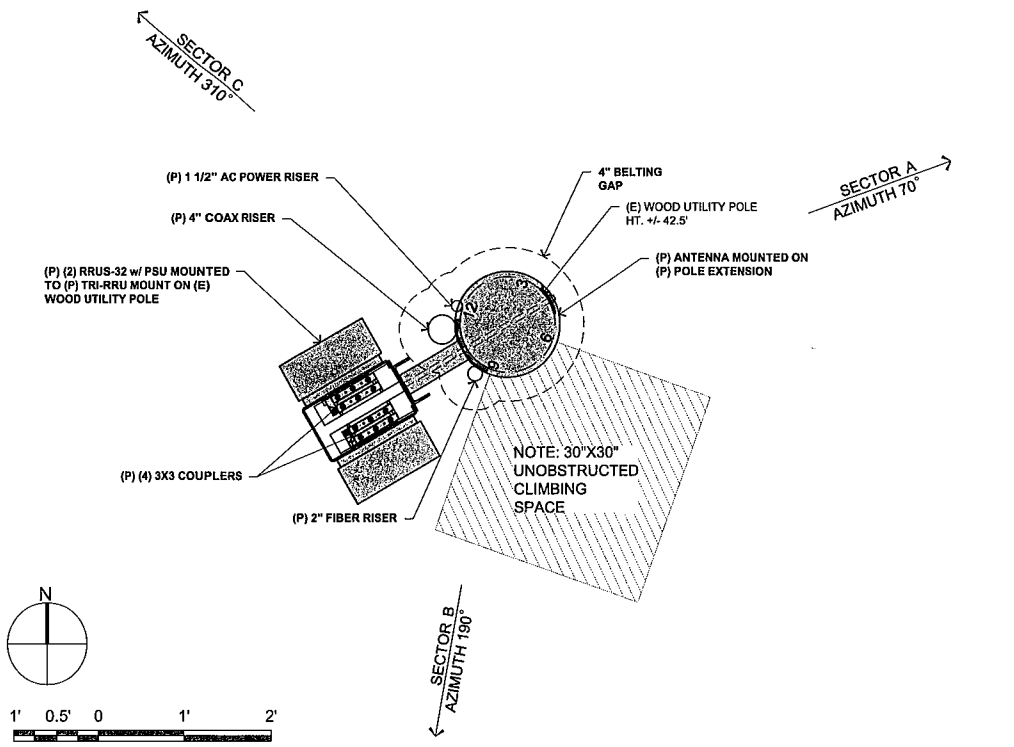 SECTOR C
AZIMUTH 310°
SECTOR A
AZIMUTH 70°
(P) 1 1/2" AC POWER RISER
4" BELTING
GAP
(P) 4" COAX RISER
(E) WOOD UTILITY POLE
HT. +/- 42.5'
(P) ANTENNA MOUNTED ON
(P) POLE EXTENSION
(P) (2) RRUS-32 w/ PSU MOUNTED
TO (P) TRI-RRU MOUNT ON (E)
WOOD UTILITY POLE
3
12
6
9
NOTE: 30"X30"
UNOBSTRUCTED
CLIMBING
SPACE
(P) (4) 3X3 COUPLERS
(P) 2" FIBER RISER
SECTOR B
AZIMUTH 190°
N
1' 0.5' 0 1' 2'